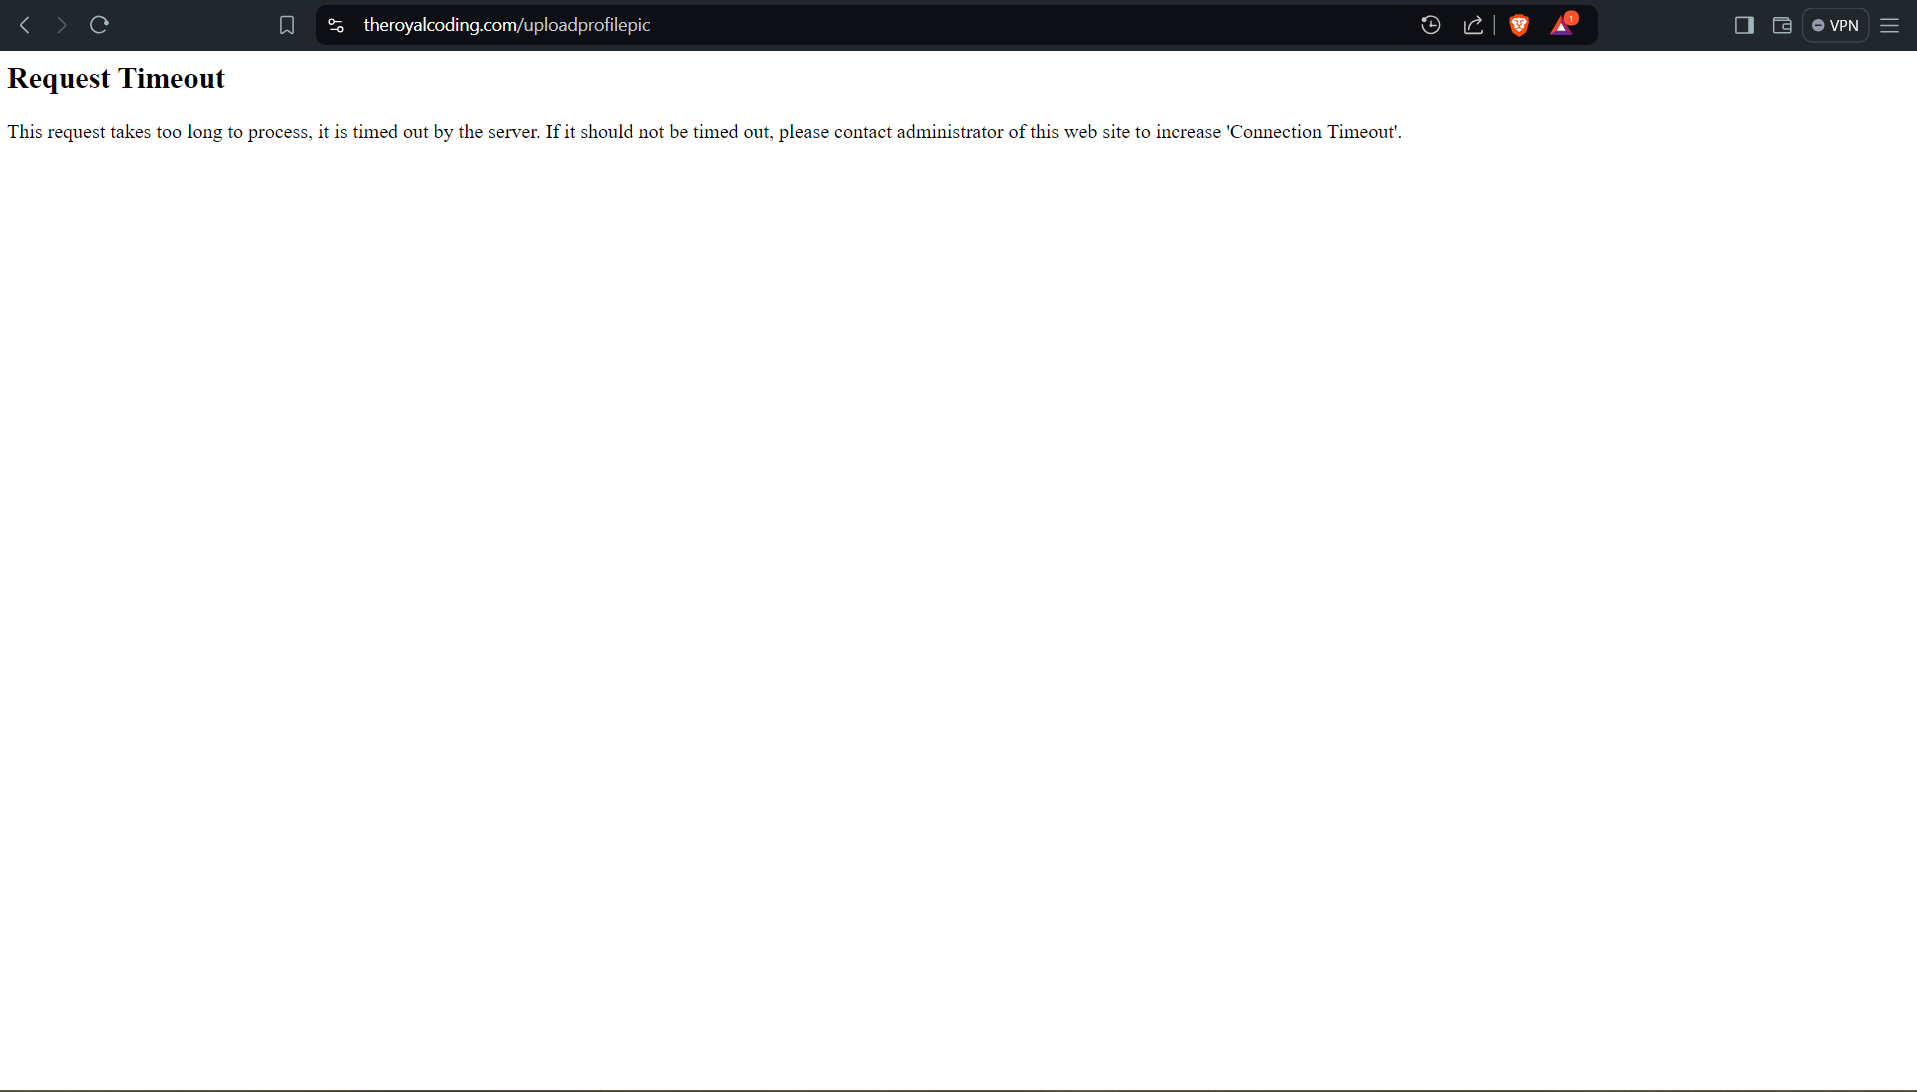 theroyalcoding.com/uploadprofilepic
1
VPN
Request Timeout
This request takes too long to process, it is timed out by the server. If it should not be timed out, please contact administrator of this web site to increase 'Connection Timeout'.